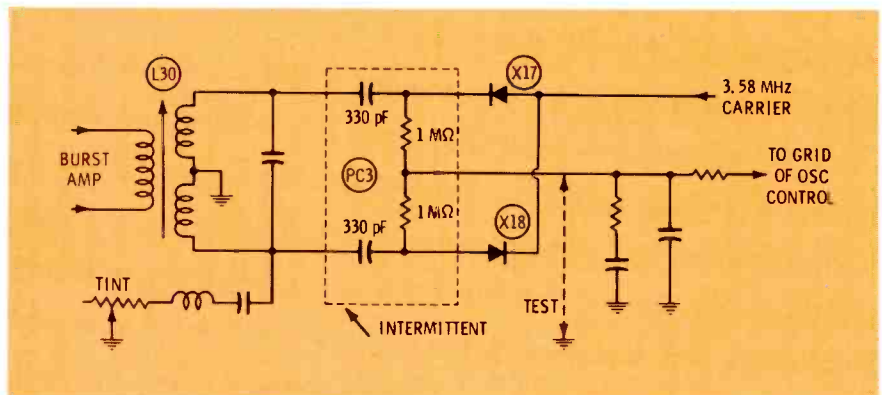 L30
X17
3.58 MHz
CARRIER
330 pF
1 MΩ
BURST
AMP
PC3
TO GRID
OF OSC
CONTROL
1 MΩ
330 pF
X18
TINT
TEST
INTERMITTENT